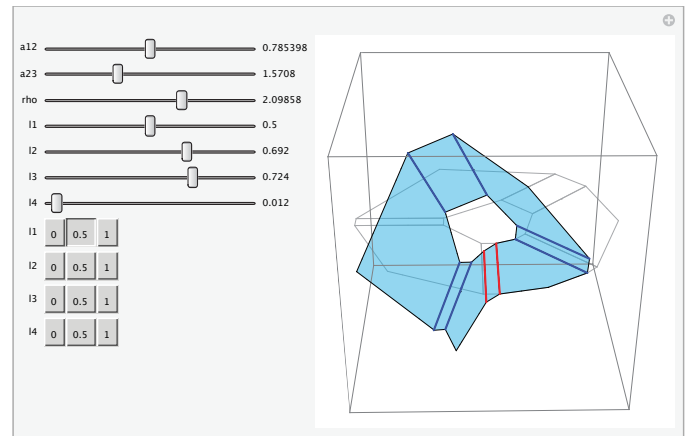 a12 0.785398
a23 1.5708
rho 2.09858
l1 0.5
l2 0.692
l3 0.724
l4 0.012
l1 0 0.5 1
l2 0 0.5 1
l3 0 0.5 1
l4 0 0.5 1